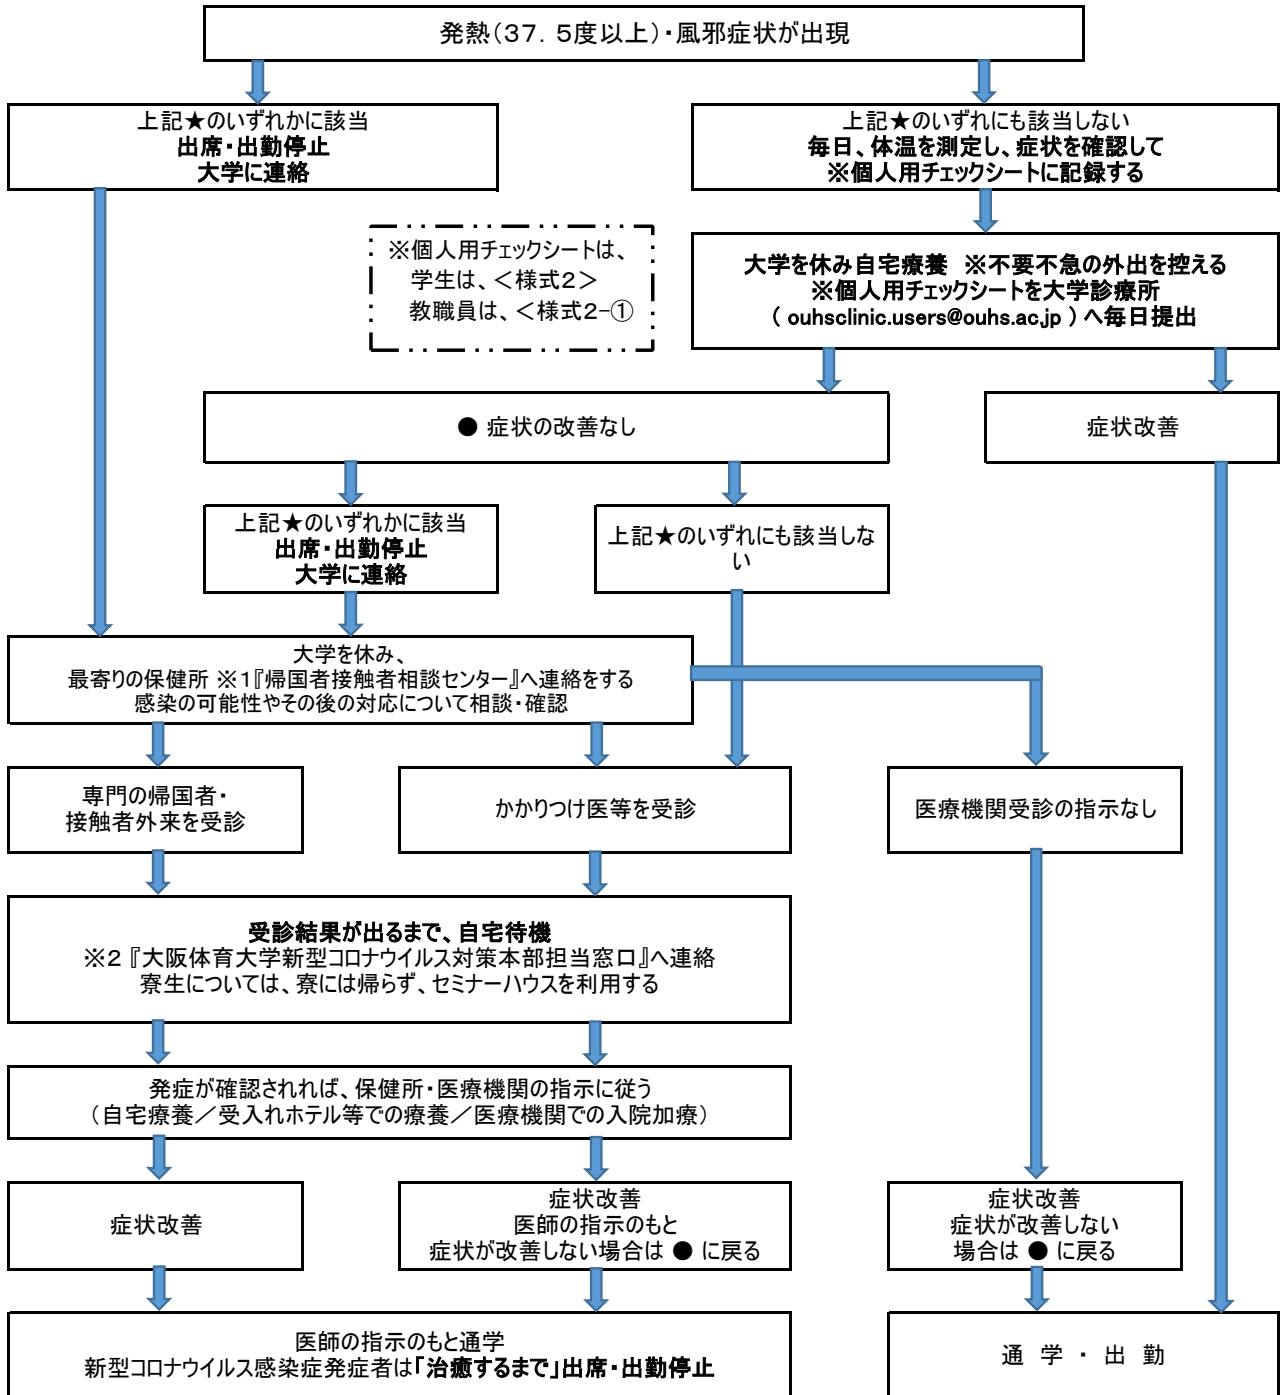 発熱(37．5度以上)・風邪症状が出現
上記★のいずれかに該当
出席・出勤停止
大学に連絡
上記★のいずれにも該当しない
毎日、体温を測定し、症状を確認して
※個人用チェックシートに記録する
※個人用チェックシートは、
学生は、＜様式2＞
教職員は、＜様式2-①
大学を休み自宅療養 ※不要不急の外出を控える
※個人用チェックシートを大学診療所
( ouhsclinic.users@ouhs.ac.jp ) へ毎日提出
● 症状の改善なし
症状改善
上記★のいずれかに該当
出席・出勤停止
大学に連絡
上記★のいずれにも該当しな
い
大学を休み、
最寄りの保健所 ※1『帰国者接触者相談センター』へ連絡をする
感染の可能性やその後の対応について相談・確認
専門の帰国者・
接触者外来を受診
かかりつけ医等を受診
医療機関受診の指示なし
受診結果が出るまで、自宅待機
※2 『大阪体育大学新型コロナウイルス対策本部担当窓口』へ連絡
寮生については、寮には帰らず、セミナーハウスを利用する
発症が確認されれば、保健所・医療機関の指示に従う
（自宅療養／受入れホテル等での療養／医療機関での入院加療）
症状改善
症状改善
医師の指示のもと
症状が改善しない場合は ● に戻る
症状改善
症状が改善しない
場合は ● に戻る
医師の指示のもと通学
新型コロナウイルス感染症発症者は「治癒するまで」出席・出勤停止
通 学 ・ 出 勤